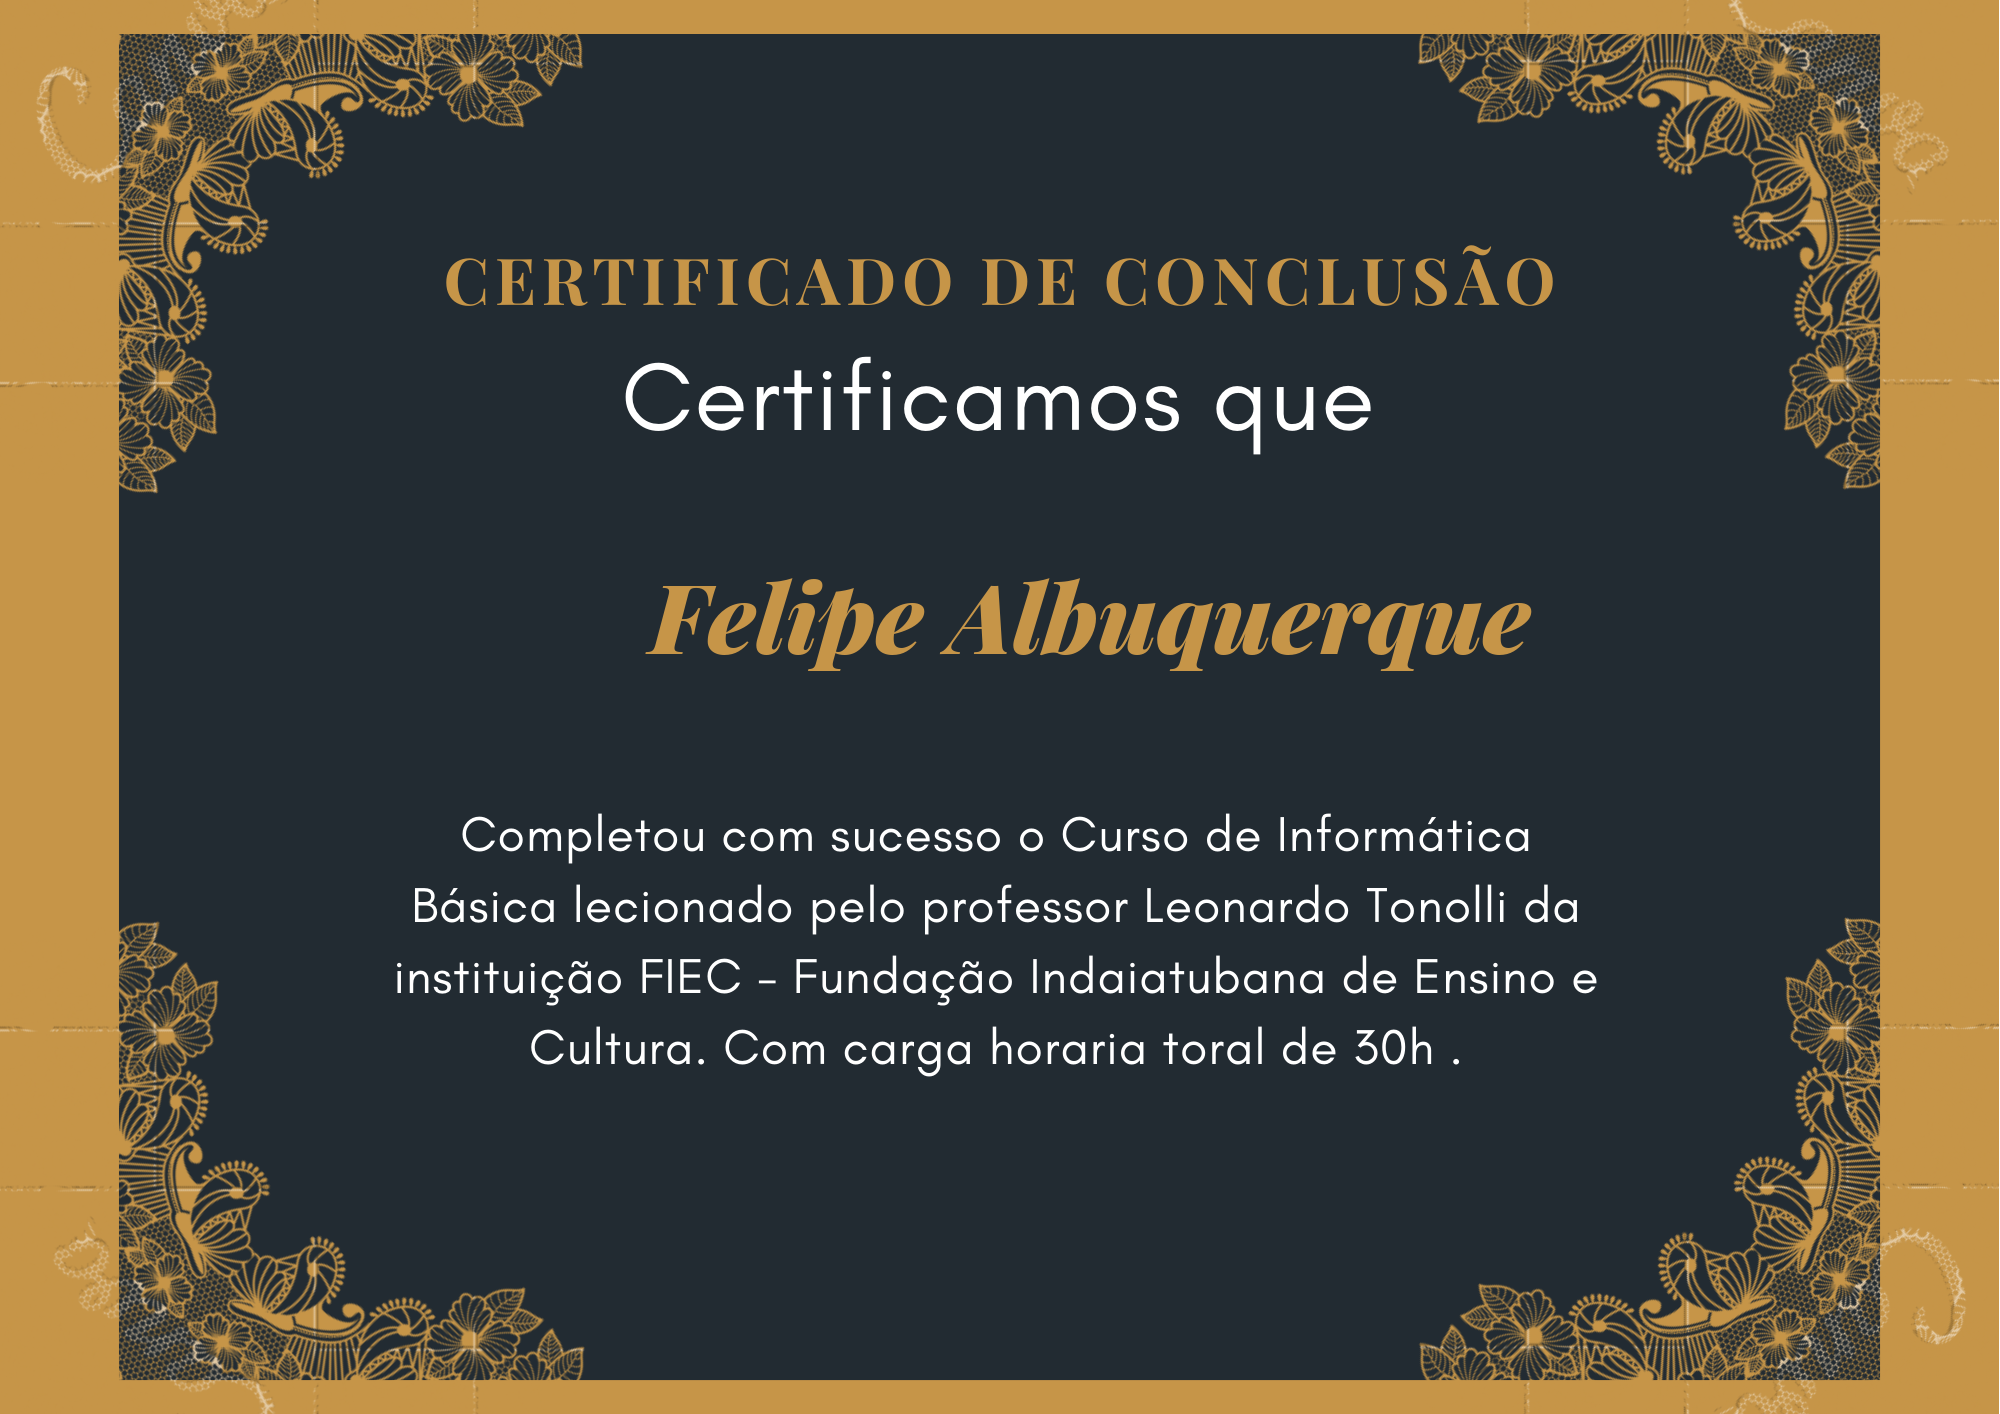 CERTIFICADO DE CONCLUSÃO
Certificamos que
Felipe Albuquerque
Completou com sucesso o Curso de Informática
Básica lecionado pelo professor Leonardo Tonolli da
instituição FIEC - Fundação Indaiatubana de Ensino e
Cultura. Com carga horaria toral de 30h .